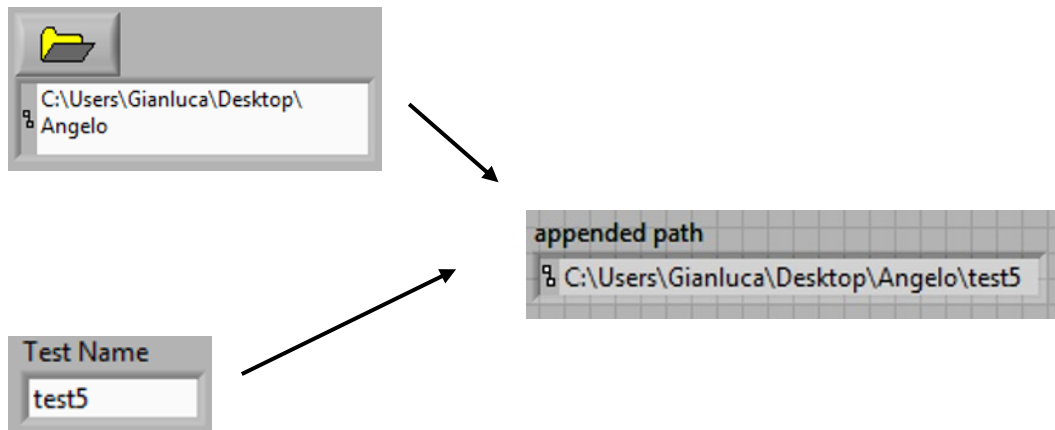 C:\Users\Gianluca\Desktop\
Angelo
appended path
C:\Users\Gianluca\Desktop\Angelo\test5
Test Name
test5